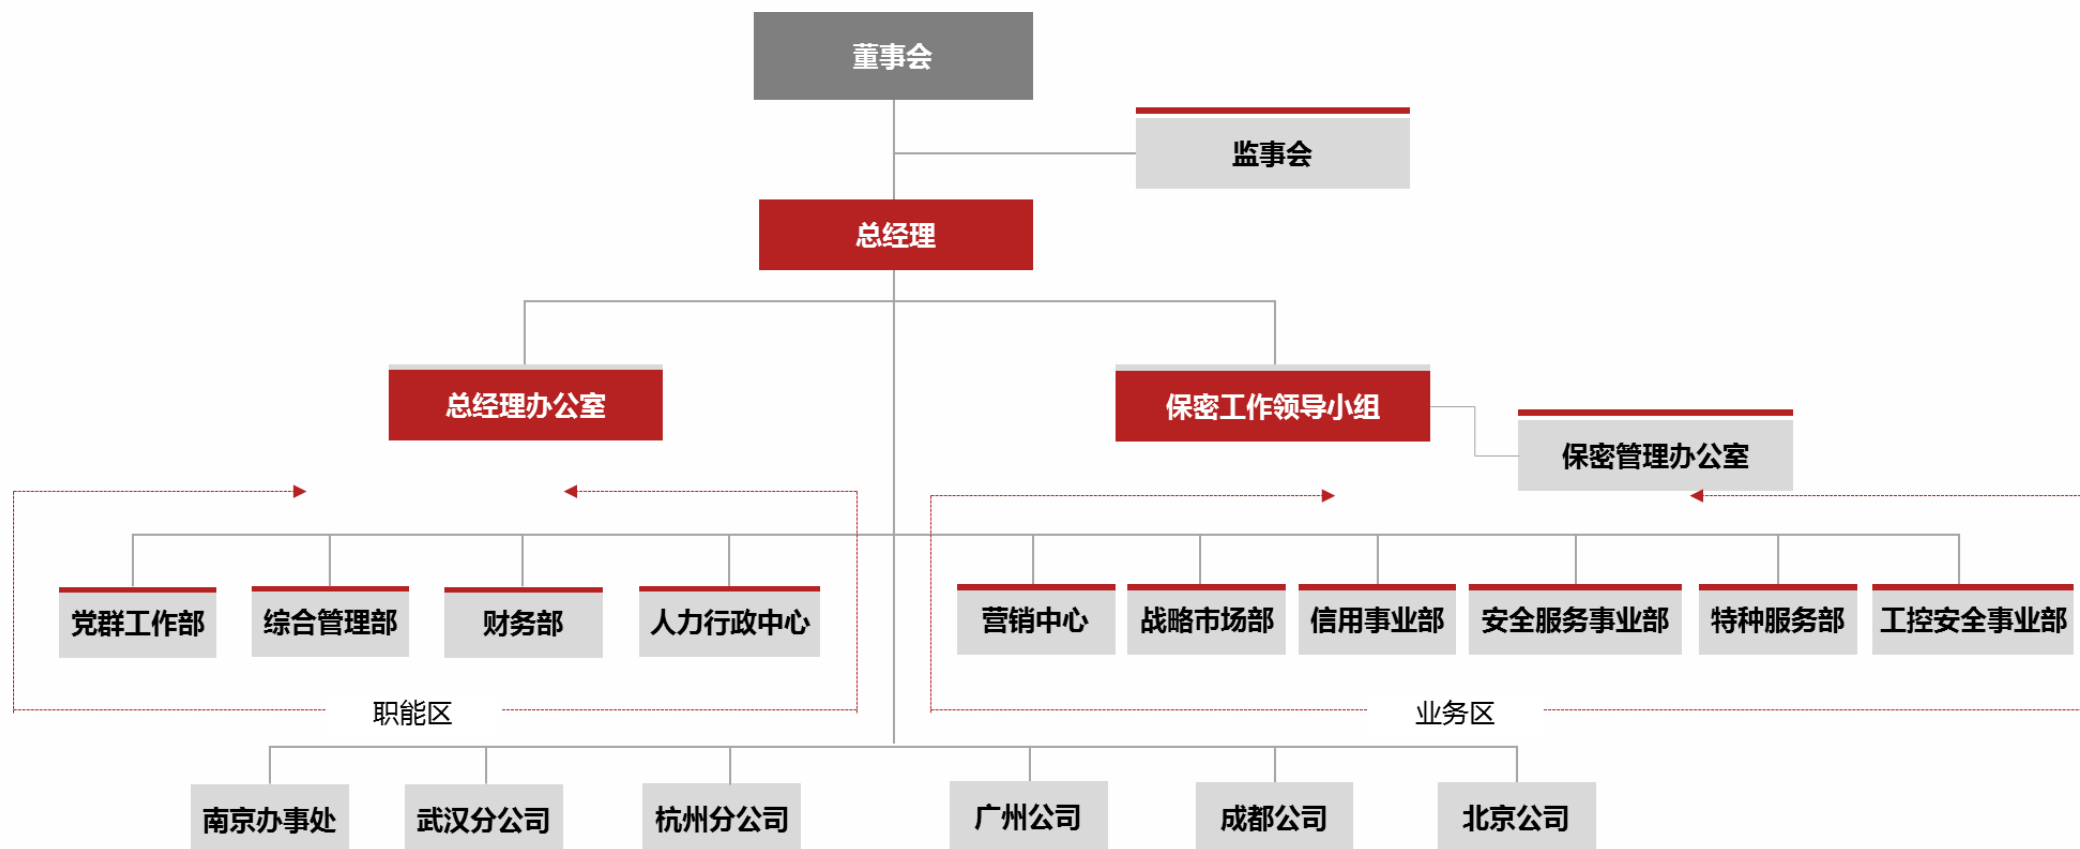 董事会
监事会
总经理
总经理办公室
保密工作领导小组
保密管理办公室
党群工作部
综合管理部
财务部
人力行政中心
营销中心
战略市场部
信用事业部
安全服务事业部
特种服务部
工控安全事业部
职能区
业务区
南京办事处
武汉分公司
杭州分公司
广州公司
成都公司
北京公司